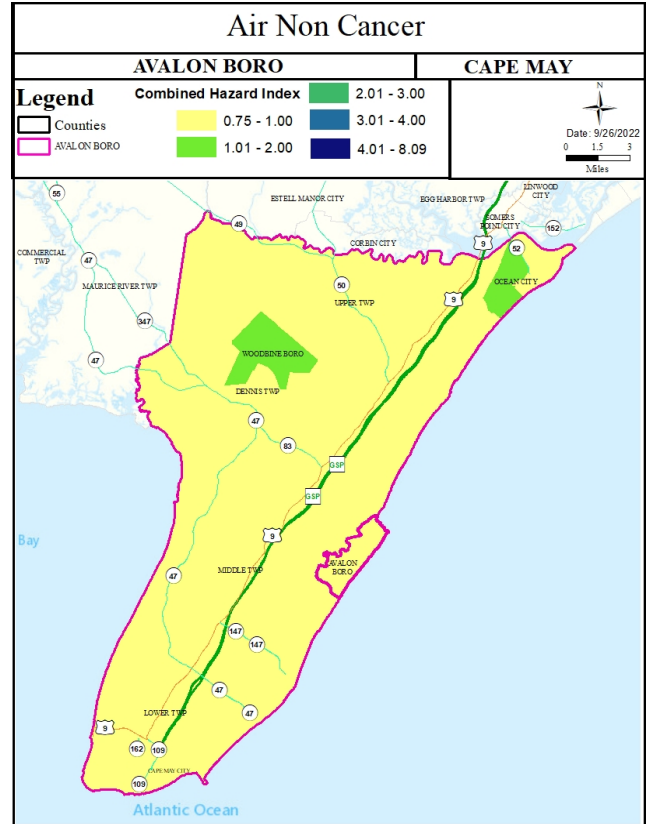 Air Non Cancer
AVALON BORO
CAPE MAY
Legend
Counties
AVALON BORO
Combined Hazard Index
0.75 - 1.00
1.01 - 2.00
2.01 - 3.00
3.01 - 4.00
4.01 - 8.09
N
Date: 9/26/2022
0 1.5 3
Miles
55
ESTELL MANOR CITY
EGG HARBOR TWP
LINWOOD
CITY
SOMERS
POINT CITY
152
49
CORBIN CITY
9
52
COMMERCIAL
TWP
47
MAURICE RIVER TWP
50
UPPER TWP
9
OCEAN CITY
347
47
WOODBINE BORO
DENNIS TWP
47
83
GSP
GSP
9
Bay
47
MIDDLE TWP
AVALON
BORO
147
147
47
47
LOWER TWP
9
162
109
CAPE MAY CITY
109
Atlantic Ocean